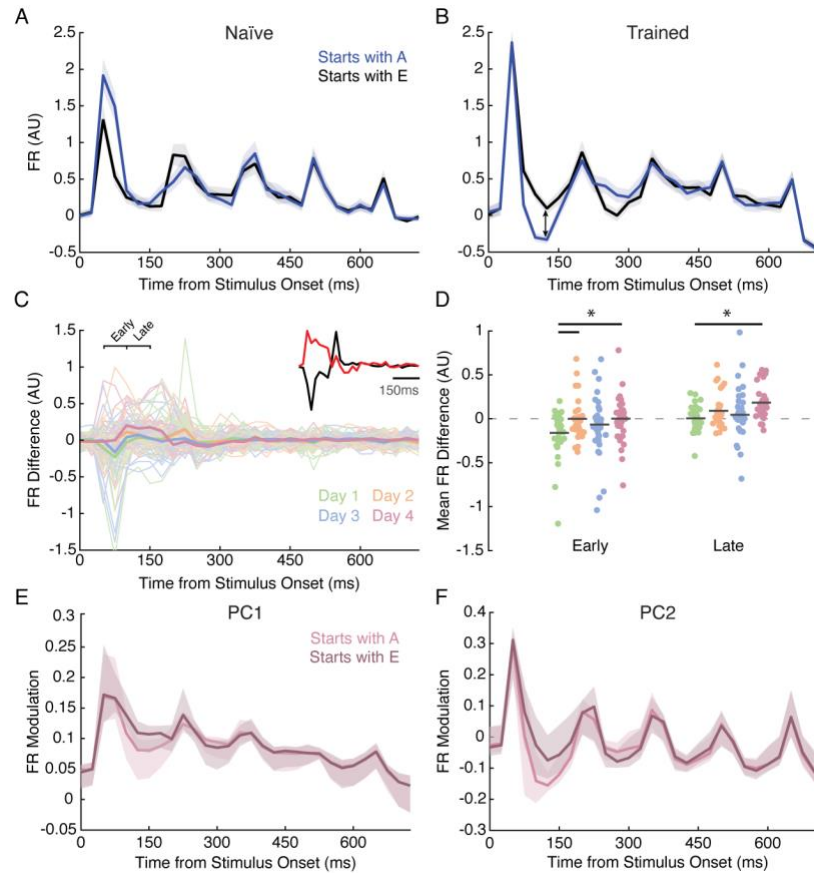 A
Naïve
Starts with A
Starts with E
FR (AU)
2.5
2
1.5
1
0.5
0
-0.5
0
150
300
450
600
Time from Stimulus Onset (ms)
B
Trained
2.5
2
1.5
1
0.5
0
-0.5
0
150
300
450
600
Time from Stimulus Onset (ms)
C
Early
Late
150ms
FR Difference (AU)
1.5
1.0
0.5
0
-0.5
-1
-1.5
Day 1
Day 2
Day 3
Day 4
0
150
300
450
600
Time from Stimulus Onset (ms)
D
*
*
Mean FR Difference (AU)
1
0.5
0
-0.5
-1
-1.5
Early
Late
E
PC1
Starts with A
Starts with E
FR Modulation
0.3
0.25
0.15
0.1
0.05
0
-0.05
0
150
300
450
600
Time from Stimulus Onset (ms)
F
PC2
FR Modulation
0.4
0.3
0.2
0.1
0
-0.1
-0.2
-0.3
0
150
300
450
600
Time from Stimulus Onset (ms)